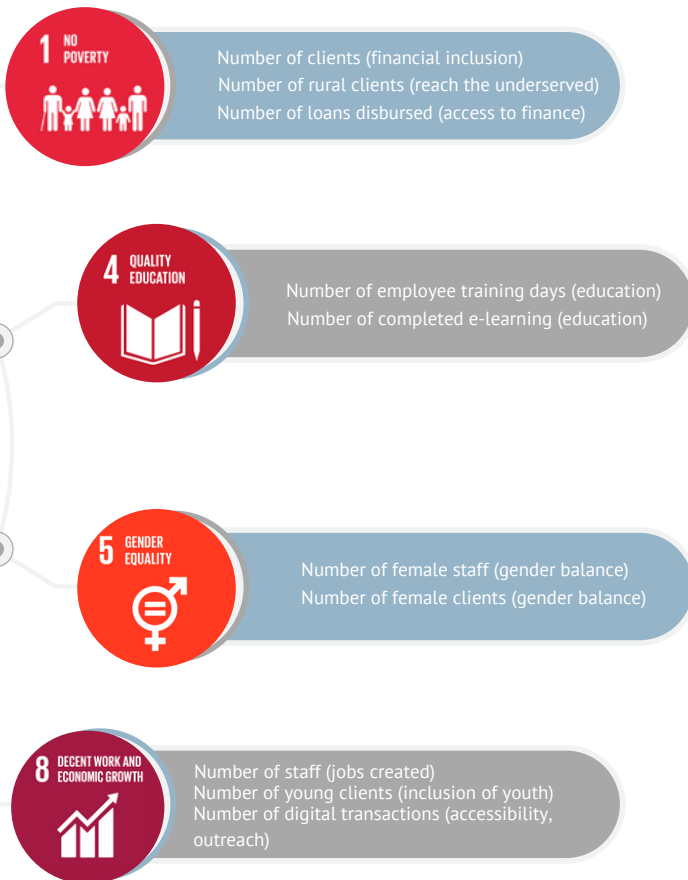 1 NO
POVERTY
Number of clients (financial inclusion)
Number of rural clients (reach the underserved)
Number of loans disbursed (access to finance)
4 QUALITY
EDUCATION
Number of employee training days (education)
Number of completed e-learning (education)
5 GENDER
EQUALITY
Number of female staff (gender balance)
Number of female clients (gender balance)
8 DECENT WORK AND
ECONOMIC GROWTH
Number of staff (jobs created)
Number of young clients (inclusion of youth)
Number of digital transactions (accessibility,
outreach)